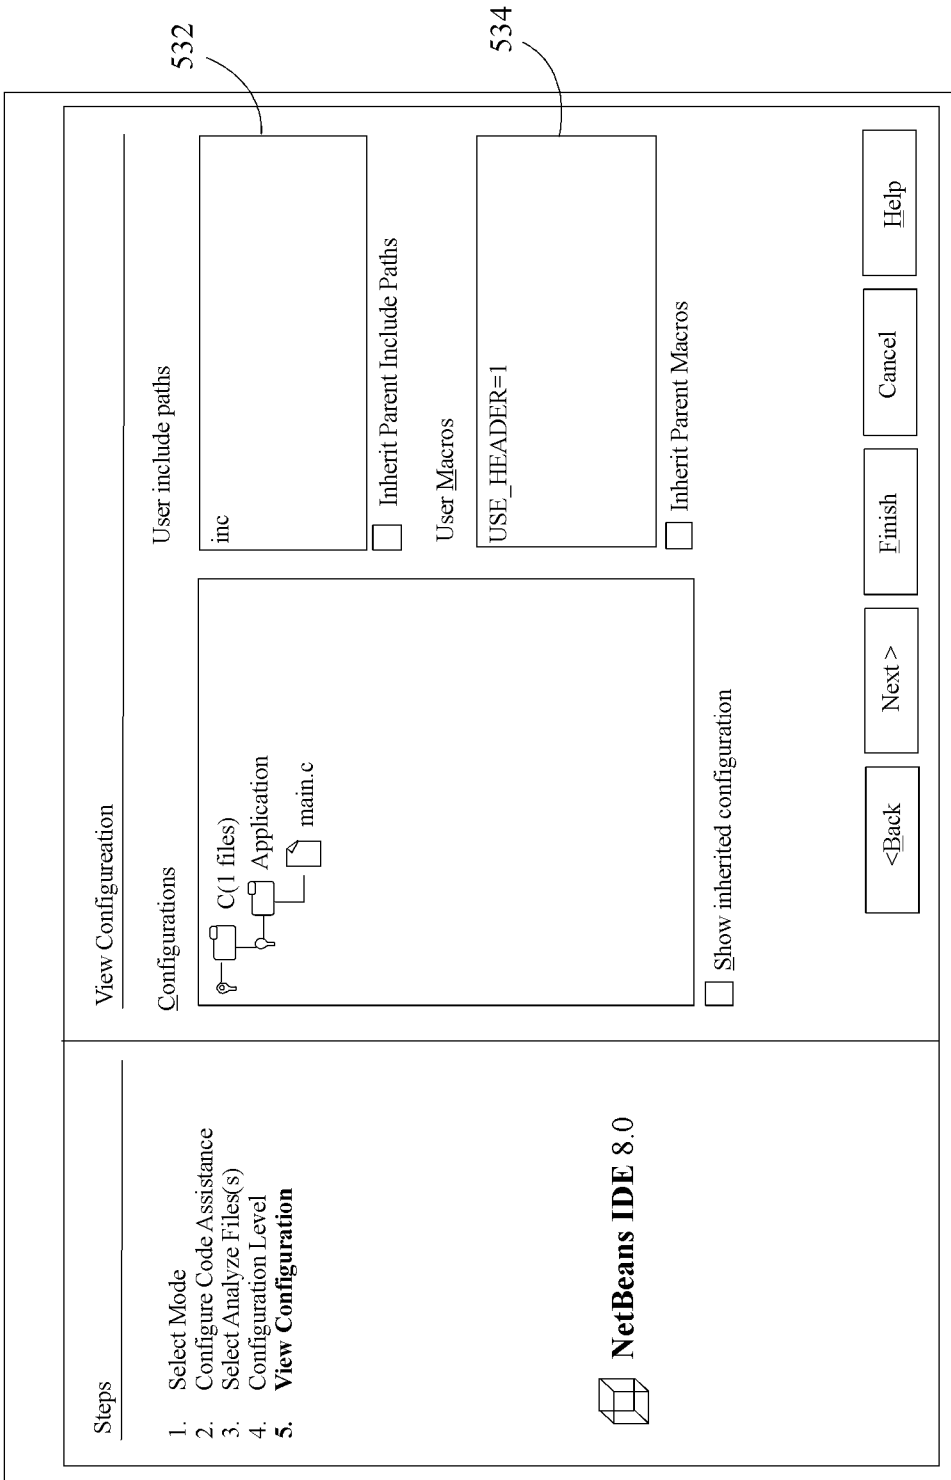 Steps
1. Select Mode
2. Configure Code Assistance
3. Select Analyze Files(s)
4. Configuration Level
5. View Configuration
NetBeans IDE 8.0
View Configureation
Configurations
C(1 files)
Application
main.c
Show inherited configuration
User include paths
inc
532
Inherit Parent Include Paths
User Macros
USE_HEADER=1
534
Inherit Parent Macros
<Back
Next >
Finish
Cancel
Help